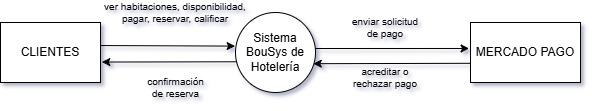 ver habitaciones, disponibilidad,
pagar, reservar, calificar
CLIENTES
confirmación
de reserva
Sistema
BouSys de
Hotelería
enviar solicitud
de pago
acreditar o
rechazar pago
MERCADO PAGO